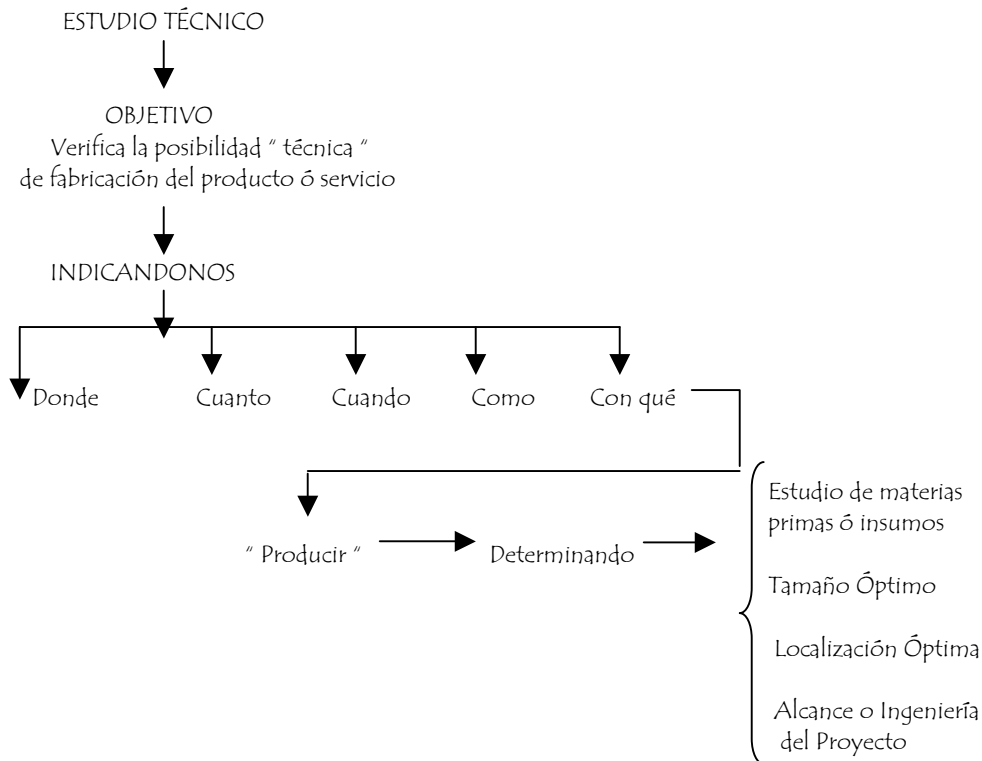 ESTUDIO TÉCNICO
OBJETIVO
Verifica la posibilidad “ técnica “
de fabricación del producto ó servicio
INDICANDONOS
Donde Cuanto Cuando Como Con qué
“ Producir “ Determinando
Estudio de materias
primas ó insumos
Tamaño Óptimo
Localización Óptima
Alcance o Ingeniería
del Proyecto